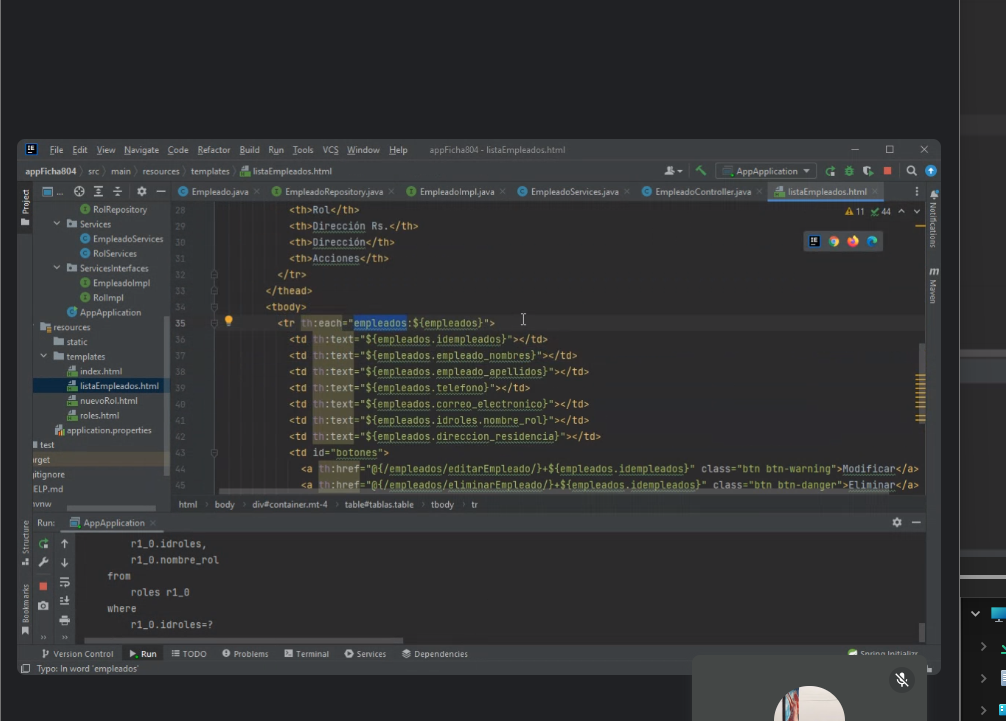 File Edit View Navigate Code Refactor Build Run Tools VCS Window Help appFicha804 - listaEmpleados.html
appFicha804 src main resources templates listaEmpleados.html AppApplication
Empleado.java EmpleadoRepository.java EmpleadoImpl.java EmpleadoServices.java EmpleadoController.java listaEmpleados.html
Project
RolRepository
Services
EmpleadoServices
RolServices
ServicesInterfaces
EmpleadoImpl
RolImpl
AppApplication
resources
static
templates
index.html
listaEmpleados.html
nuevoRol.html
roles.html
application.properties
test
rget
gitignore
ELP.md
vnw
11 44
28 <th>Rol</th>
29 <th>Dirección Rs.</th>
30 <th>Dirección</th>
31 <th>Acciones</th>
32 </tr>
33 </thead>
34 <tbody>
35 <tr th:each="empleados:${empleados}">
36 <td th:text="${empleados.idempleados}"></td>
37 <td th:text="${empleados.empleado_nombres}"></td>
38 <td th:text="${empleados.empleado_apellidos}"></td>
39 <td th:text="${empleados.telefono}"></td>
40 <td th:text="${empleados.correo_electronico}"></td>
41 <td th:text="${empleados.idroles.nombre_rol}"></td>
42 <td th:text="${empleados.direccion_residencia}"></td>
43 <td id="botones">
44 <a th:href="@{/empleados/editarEmpleado/}+${empleados.idempleados}" class="btn btn-warning">Modificar</a>
45 <a th:href="@{/empleados/eliminarEmpleado/}+${empleados.idempleados}" class="btn btn-danger">Eliminar</a>
html body div#container.mt-4 table#tablas.table tbody tr
Notifications
Maven
Run: AppApplication
r1_0.idroles,
r1_0.nombre_rol
from
roles r1_0
where
r1_0.idroles=?
Structure
Bookmarks
Version Control Run TODO Problems Terminal Services Dependencies Spring Initializr
Typo: In word 'empleados'